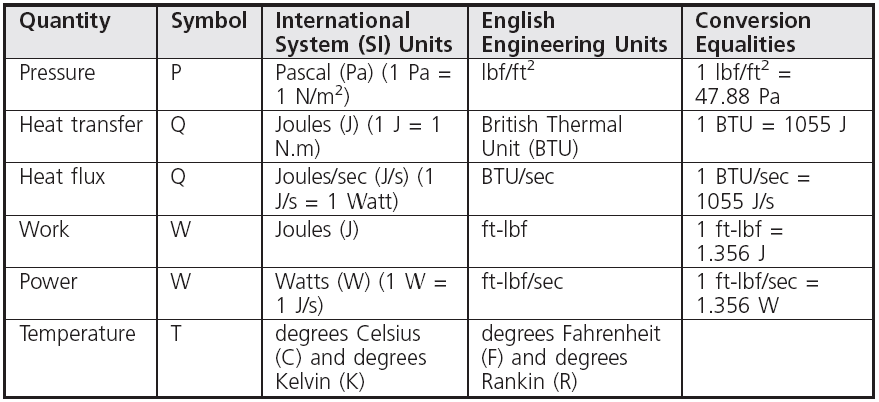 Quantity Symbol International System (SI) Units English Engineering Units Conversion Equalities
Pressure P Pascal (Pa) (1 Pa = 1 N/m²) lbf/ft² 1 lbf/ft² = 47.88 Pa
Heat transfer Q Joules (J) (1 J = 1 N.m) British Thermal Unit (BTU) 1 BTU = 1055 J
Heat flux Q Joules/sec (J/s) (1 J/s = 1 Watt) BTU/sec 1 BTU/sec = 1055 J/s
Work W Joules (J) ft-lbf 1 ft-lbf = 1.356 J
Power W Watts (W) (1 W = 1 J/s) ft-lbf/sec 1 ft-lbf/sec = 1.356 W
Temperature T degrees Celsius (C) and degrees Kelvin (K) degrees Fahrenheit (F) and degrees Rankin (R)